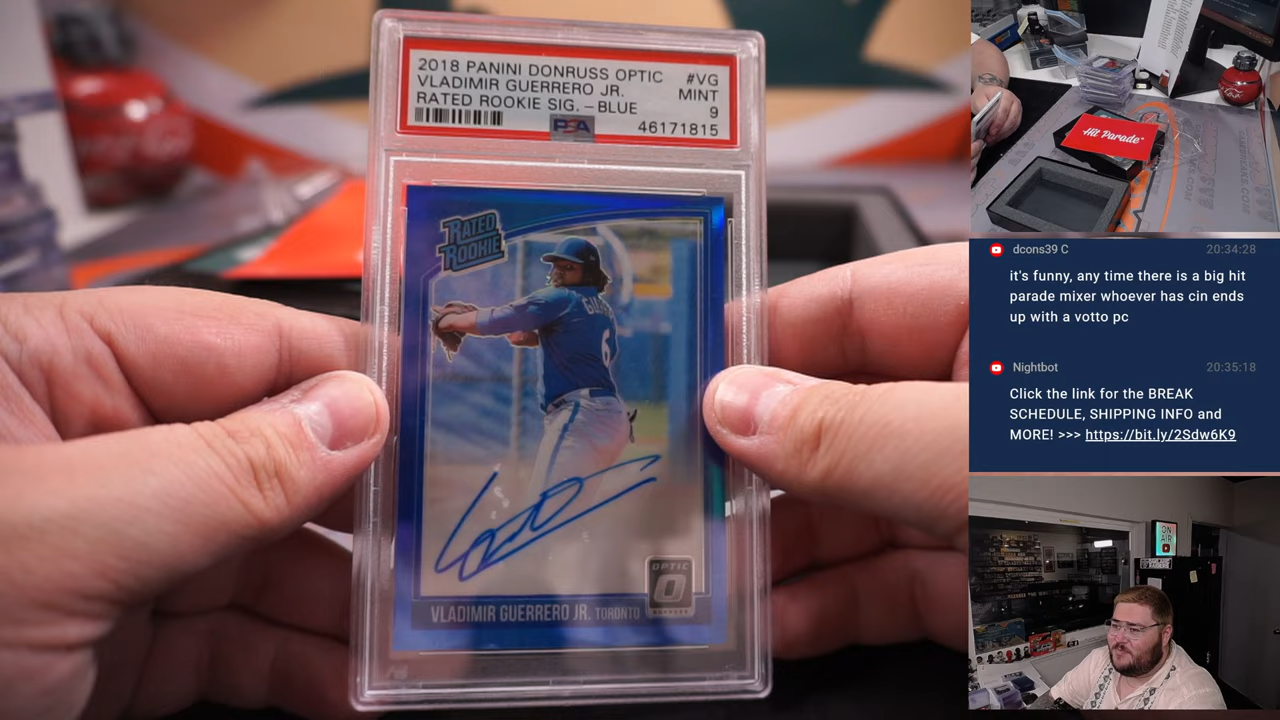 2018 PANINI DONRUSS OPTIC #VG
VLADIMIR GUERRERO JR. MINT
RATED ROOKIE SIG. – BLUE 9
PSA 46171815
RATED
ROOKIE
6
OPTIC
VLADIMIR GUERRERO JR. TORONTO
Hit Parade
dcons39 C 20:34:28
it's funny, any time there is a big hit
parade mixer whoever has cin ends
up with a votto pc
Nightbot 20:35:18
Click the link for the BREAK
SCHEDULE, SHIPPING INFO and
MORE! >>> https://bit.ly/2Sdw6K9
ON
AIR